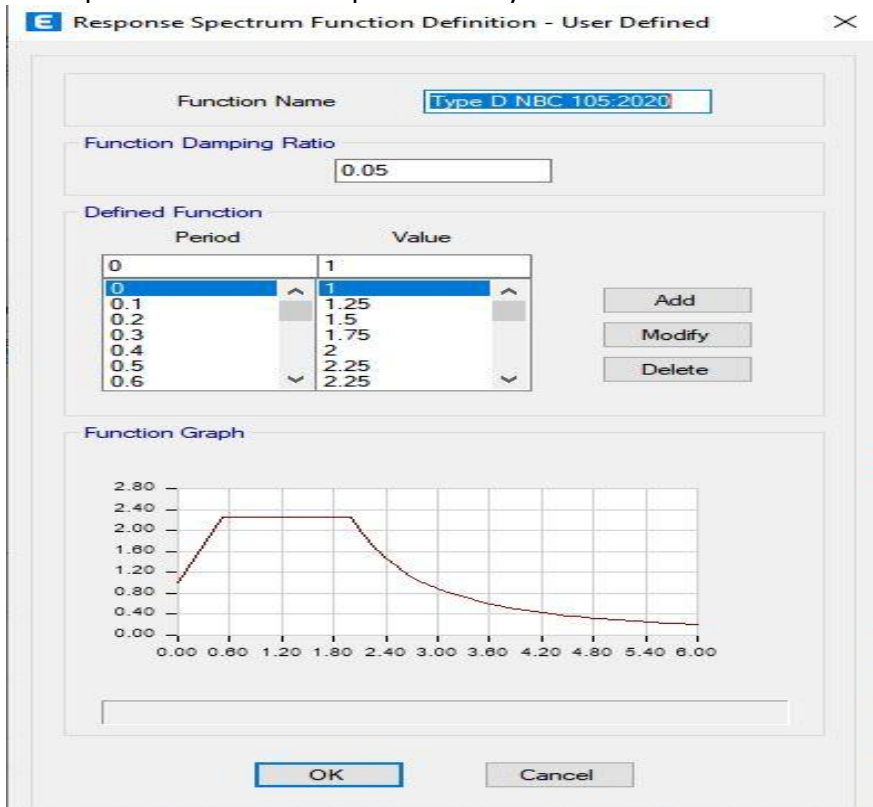 E Response Spectrum Function Definition - User Defined
Function Name Type D NBC 105:2020
Function Damping Ratio
0.05
Defined Function
Period Value
0 1
0 1
0.1 1.25
0.2 1.5
0.3 1.75
0.4 2
0.5 2.25
0.6 2.25
Add
Modify
Delete
Function Graph
2.80
2.40
2.00
1.60
1.20
0.80
0.40
0.00
0.00 0.60 1.20 1.80 2.40 3.00 3.60 4.20 4.80 5.40 6.00
OK Cancel